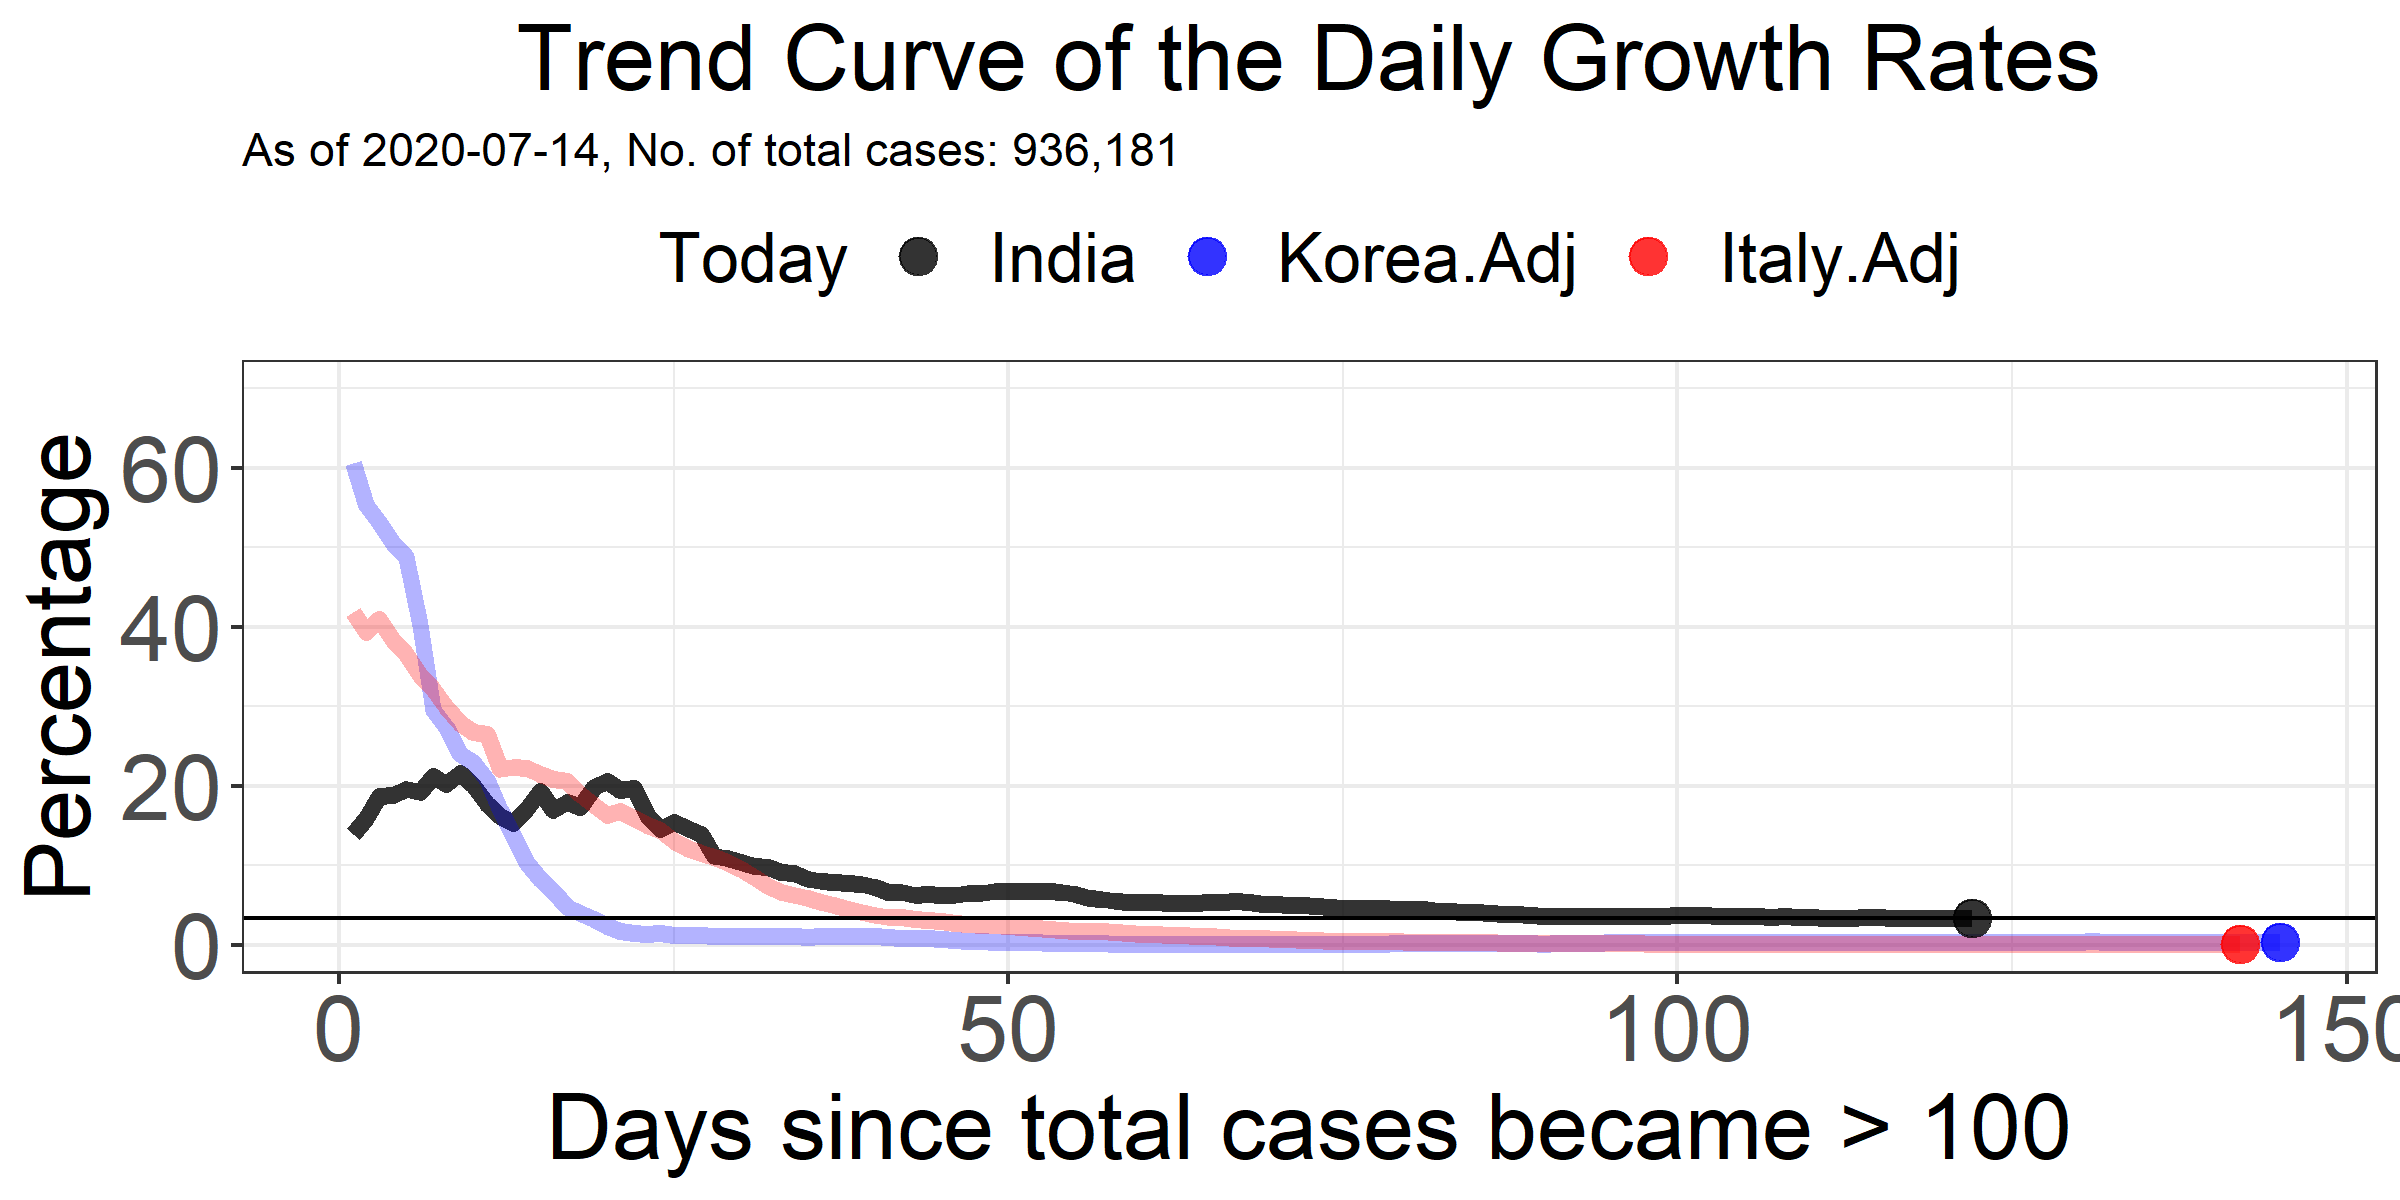 Trend Curve of the Daily Growth Rates
As of 2020-07-14, No. of total cases: 936,181
Today India Korea.Adj Italy.Adj
Percentage
60
40
20
0
0 50 100 150
Days since total cases became > 100